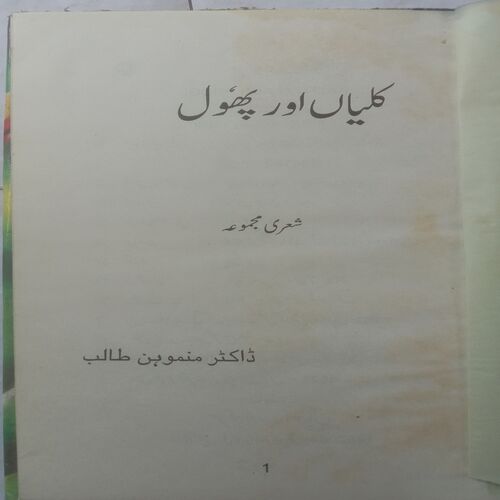 کلیاں اور پھول
شعری مجموعہ
ڈاکٹر منموہن طالب
1